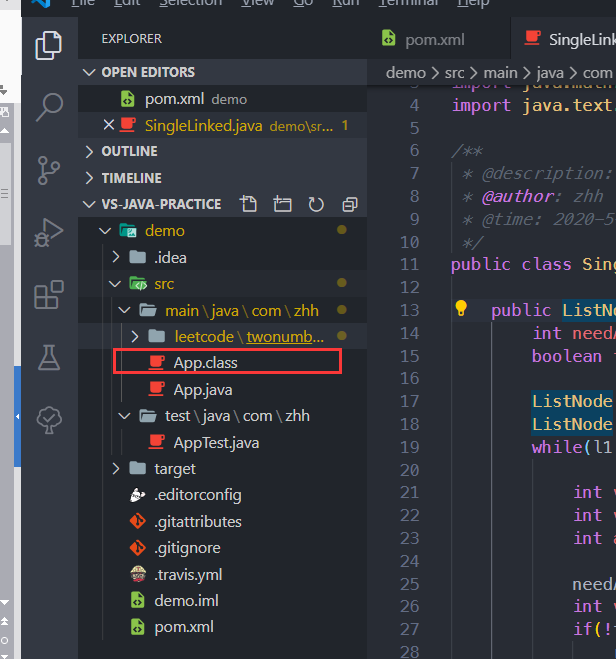 File Edit Selection View Go Run Terminal Help
EXPLORER
OPEN EDITORS
pom.xml demo
SingleLinked.java demo\sr... 1
OUTLINE
TIMELINE
VS-JAVA-PRACTICE
demo
.idea
src
main\java\com\zhh
leetcode\twonumb...
App.class
App.java
test\java\com\zhh
AppTest.java
target
.editorconfig
.gitattributes
.gitignore
.travis.yml
demo.iml
pom.xml
pom.xml
SingleLink
demo > src > main > java > com
3 import java.math
4 import java.text.
5
6 /**
7 * @description:
8 * @author: zhh
9 * @time: 2020-5
10 */
11 public class Sing
12
13 public ListNode
14 int needA
15 boolean
16
17 ListNode
18 ListNode
19 while(l1
20
21 int v
22 int v
23 int a
24
25 needA
26 int v
27 if(!
28